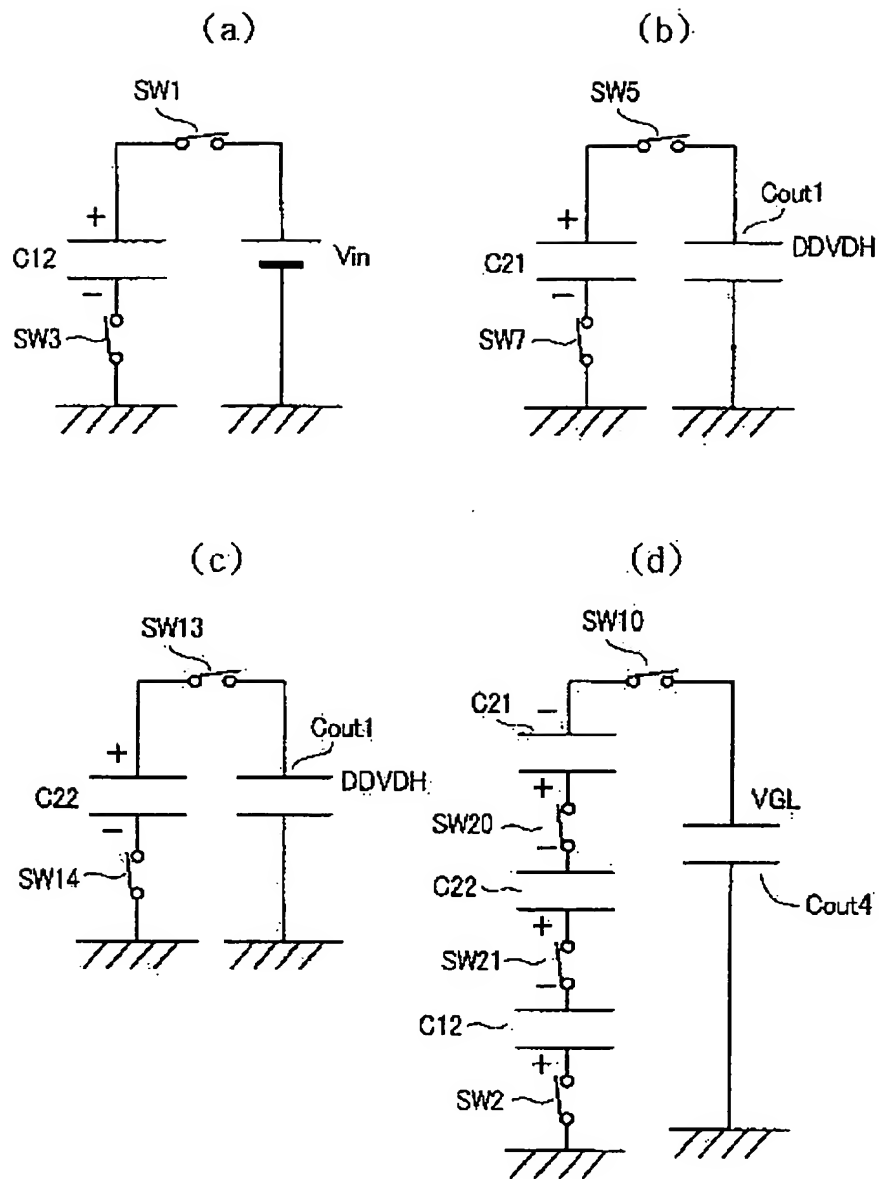 (a)
SW1
+
C12
Vin
−
SW3
(b)
SW5
Cout1
+
DDVDH
C21
−
SW7
(c)
SW13
Cout1
+
DDVDH
C22
−
SW14
(d)
SW10
C21
−
+
VGL
SW20
−
C22
Cout4
+
SW21
−
C12
+
SW2